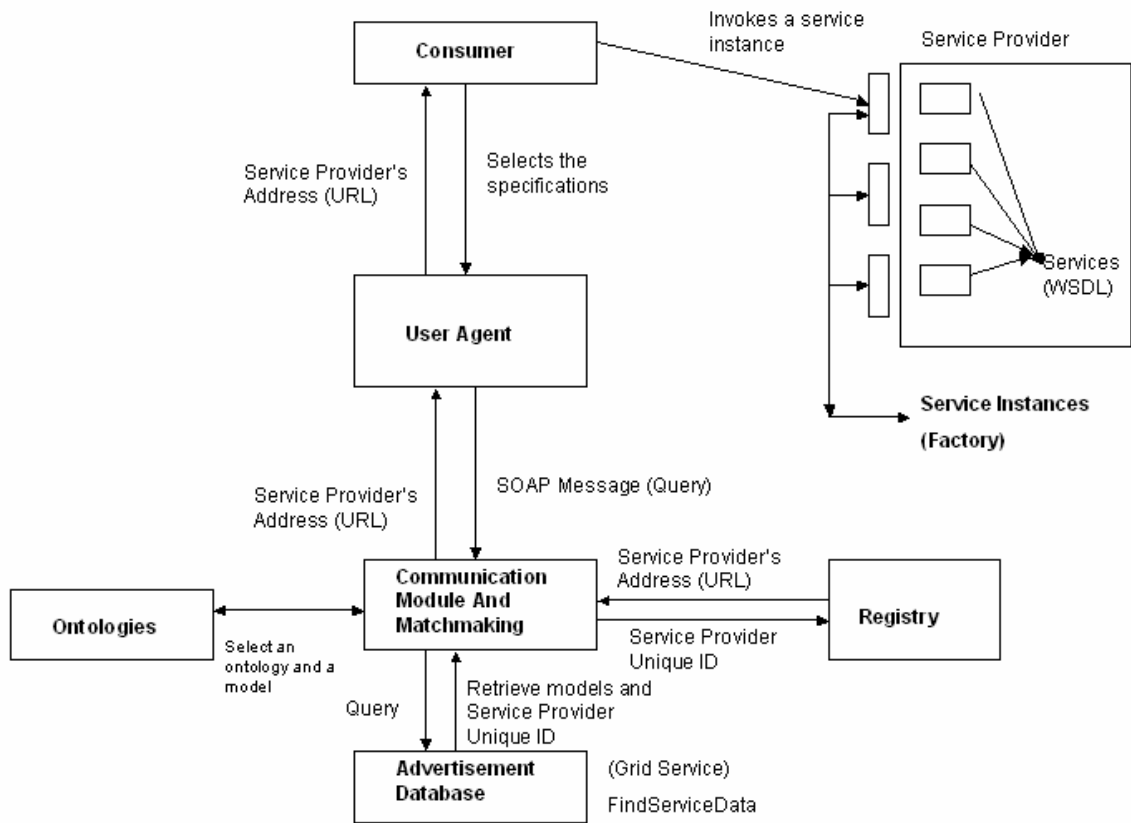 Invokes a service
instance
Service Provider
Consumer
Service Provider's
Address (URL)
Selects the
specifications
Services
(WSDL)
User Agent
Service Instances
(Factory)
Service Provider's
Address (URL)
SOAP Message (Query)
Communication
Module And
Matchmaking
Service Provider's
Address (URL)
Ontologies
Registry
Select an
ontology and a
model
Service Provider
Unique ID
Query
Retrieve models and
Service Provider
Unique ID
Advertisement
Database
(Grid Service)
FindServiceData